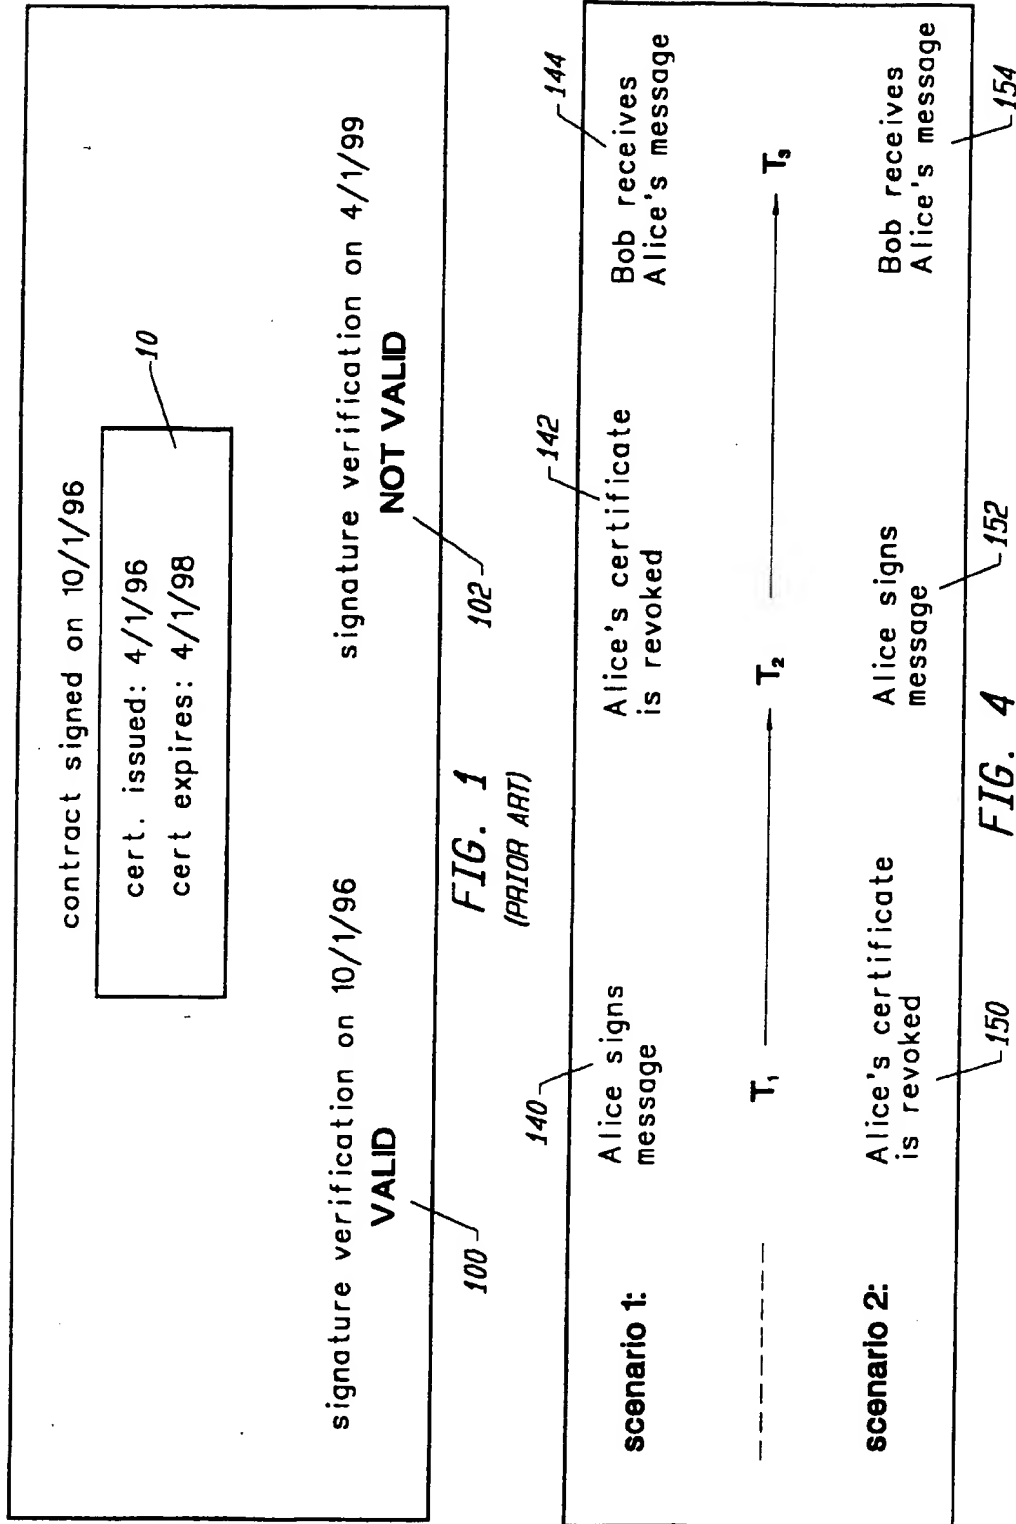 contract signed on 10/1/96
cert. issued: 4/1/96
cert expires: 4/1/98
10
signature verification on 10/1/96
VALID
100
signature verification on 4/1/99
NOT VALID
102
FIG. 1
(PRIOR ART)
140
142
144
scenario 1:
Alice signs
message
Alice's certificate
is revoked
Bob receives
Alice's message
T₁
T₂
T₃
scenario 2:
Alice's certificate
is revoked
Alice signs
message
Bob receives
Alice's message
150
152
154
FIG. 4